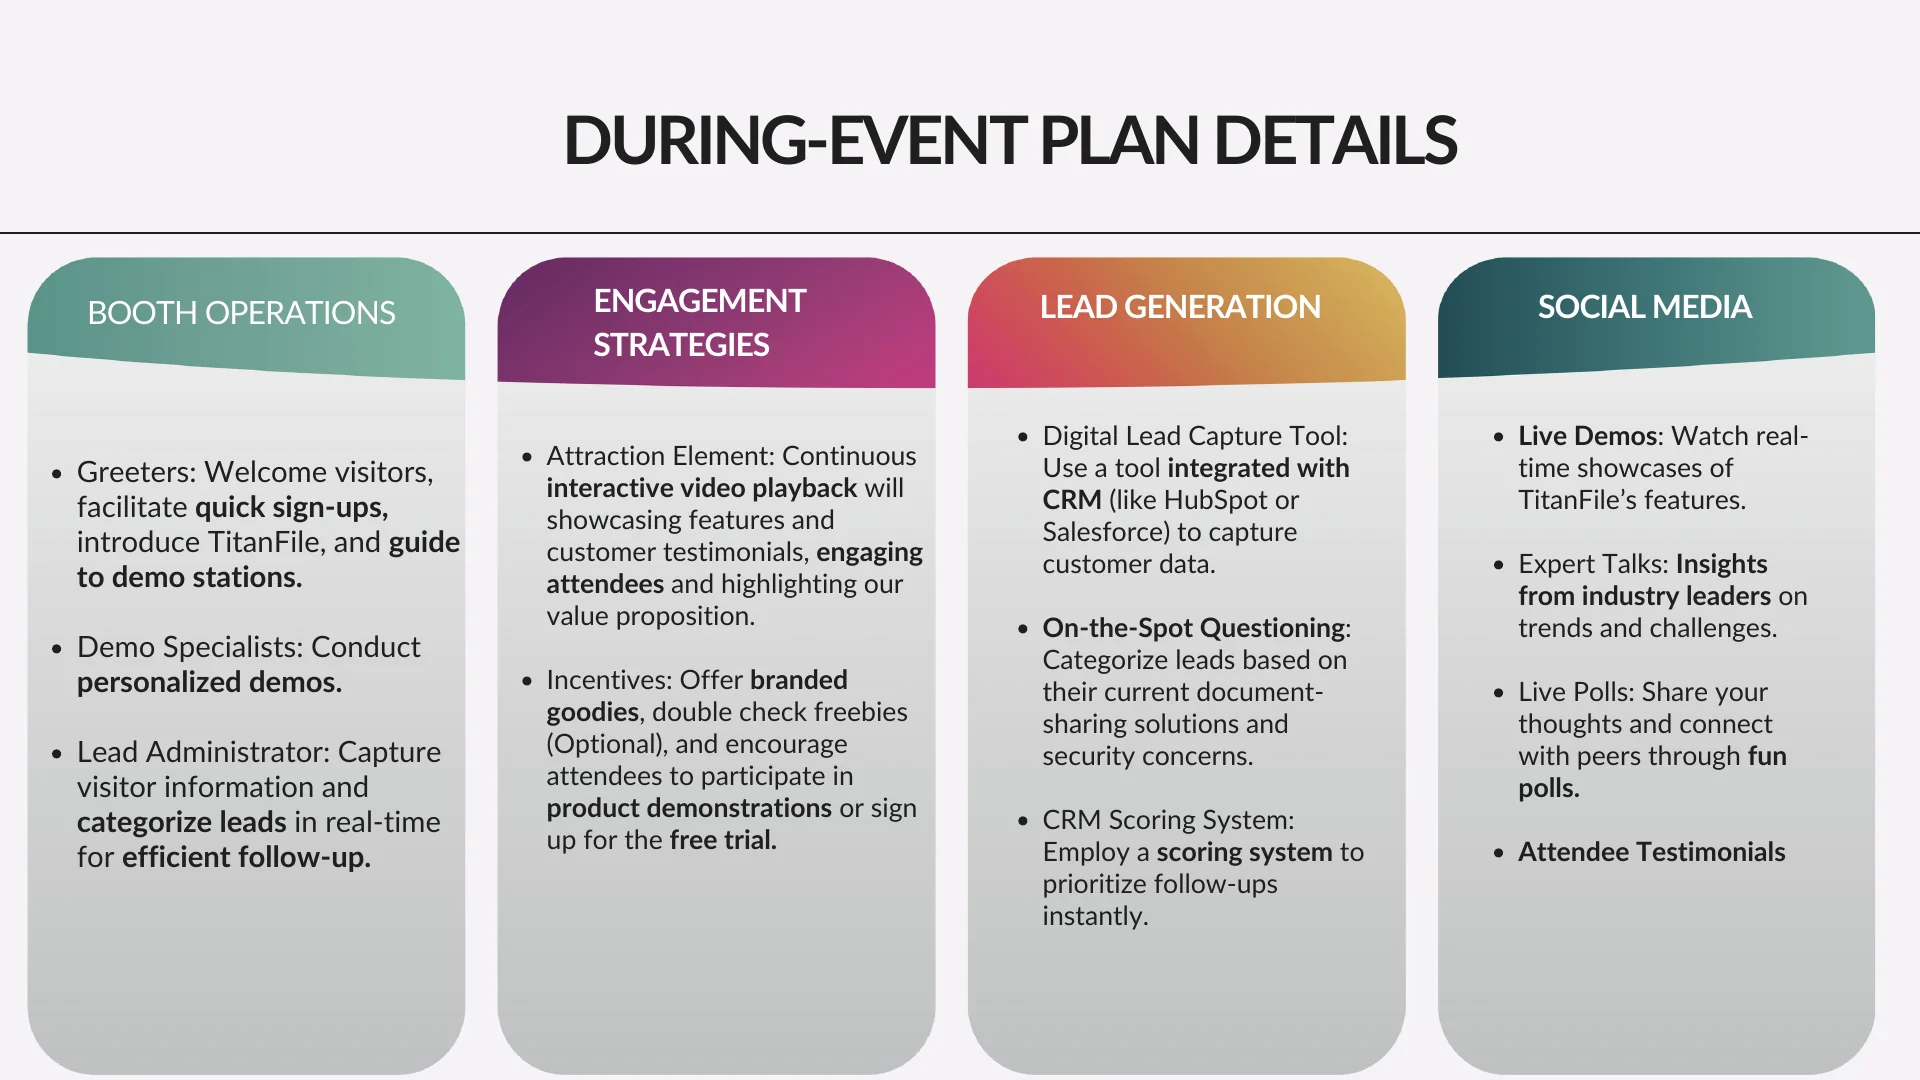 DURING-EVENT PLAN DETAILS
BOOTH OPERATIONS
Greeters: Welcome visitors,
facilitate quick sign-ups,
introduce TitanFile, and guide
to demo stations.
Demo Specialists: Conduct
personalized demos.
Lead Administrator: Capture
visitor information and
categorize leads in real-time
for efficient follow-up.
ENGAGEMENT
STRATEGIES
Attraction Element: Continuous
interactive video playback will
showcasing features and
customer testimonials, engaging
attendees and highlighting our
value proposition.
Incentives: Offer branded
goodies, double check freebies
(Optional), and encourage
attendees to participate in
product demonstrations or sign
up for the free trial.
LEAD GENERATION
Digital Lead Capture Tool:
Use a tool integrated with
CRM (like HubSpot or
Salesforce) to capture
customer data.
On-the-Spot Questioning:
Categorize leads based on
their current document-
sharing solutions and
security concerns.
CRM Scoring System:
Employ a scoring system to
prioritize follow-ups
instantly.
SOCIAL MEDIA
Live Demos: Watch real-
time showcases of
TitanFile’s features.
Expert Talks: Insights
from industry leaders on
trends and challenges.
Live Polls: Share your
thoughts and connect
with peers through fun
polls.
Attendee Testimonials